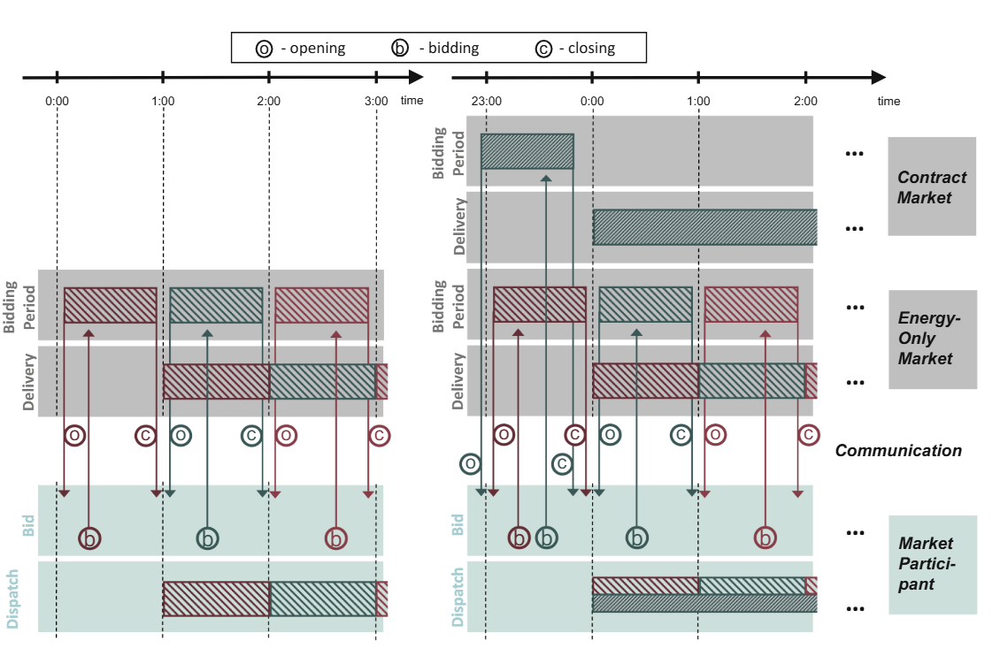 o - opening b - bidding c - closing
0:00 1:00 2:00 3:00 time
23:00 0:00 1:00 2:00 time
Bidding
Period
...
Contract
Market
Delivery
...
Bidding
Period
Bidding
Period
...
Energy-
Only
Market
Delivery
Delivery
...
o c o c o c
o c o c o c
o c
Communication
Bid
b b b
Bid
b b b b
...
Market
Partici-
pant
Dispatch
Dispatch
...